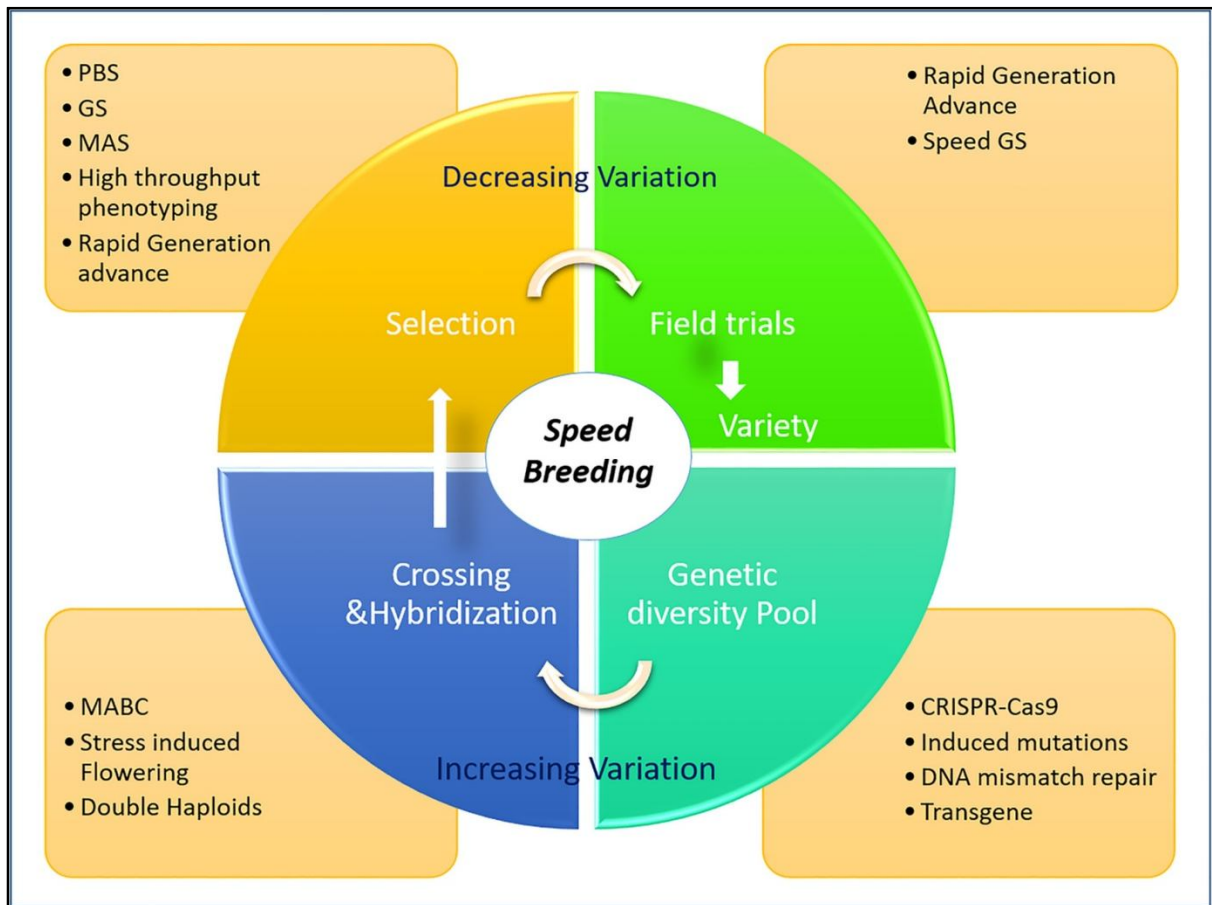 • PBS
• GS
• MAS
• High throughput
phenotyping
• Rapid Generation
advance
• Rapid Generation
Advance
• Speed GS
Decreasing Variation
Selection
Field trials
Variety
Speed
Breeding
Crossing
&Hybridization
Genetic
diversity Pool
Increasing Variation
• MABC
• Stress induced
Flowering
• Double Haploids
• CRISPR-Cas9
• Induced mutations
• DNA mismatch repair
• Transgene